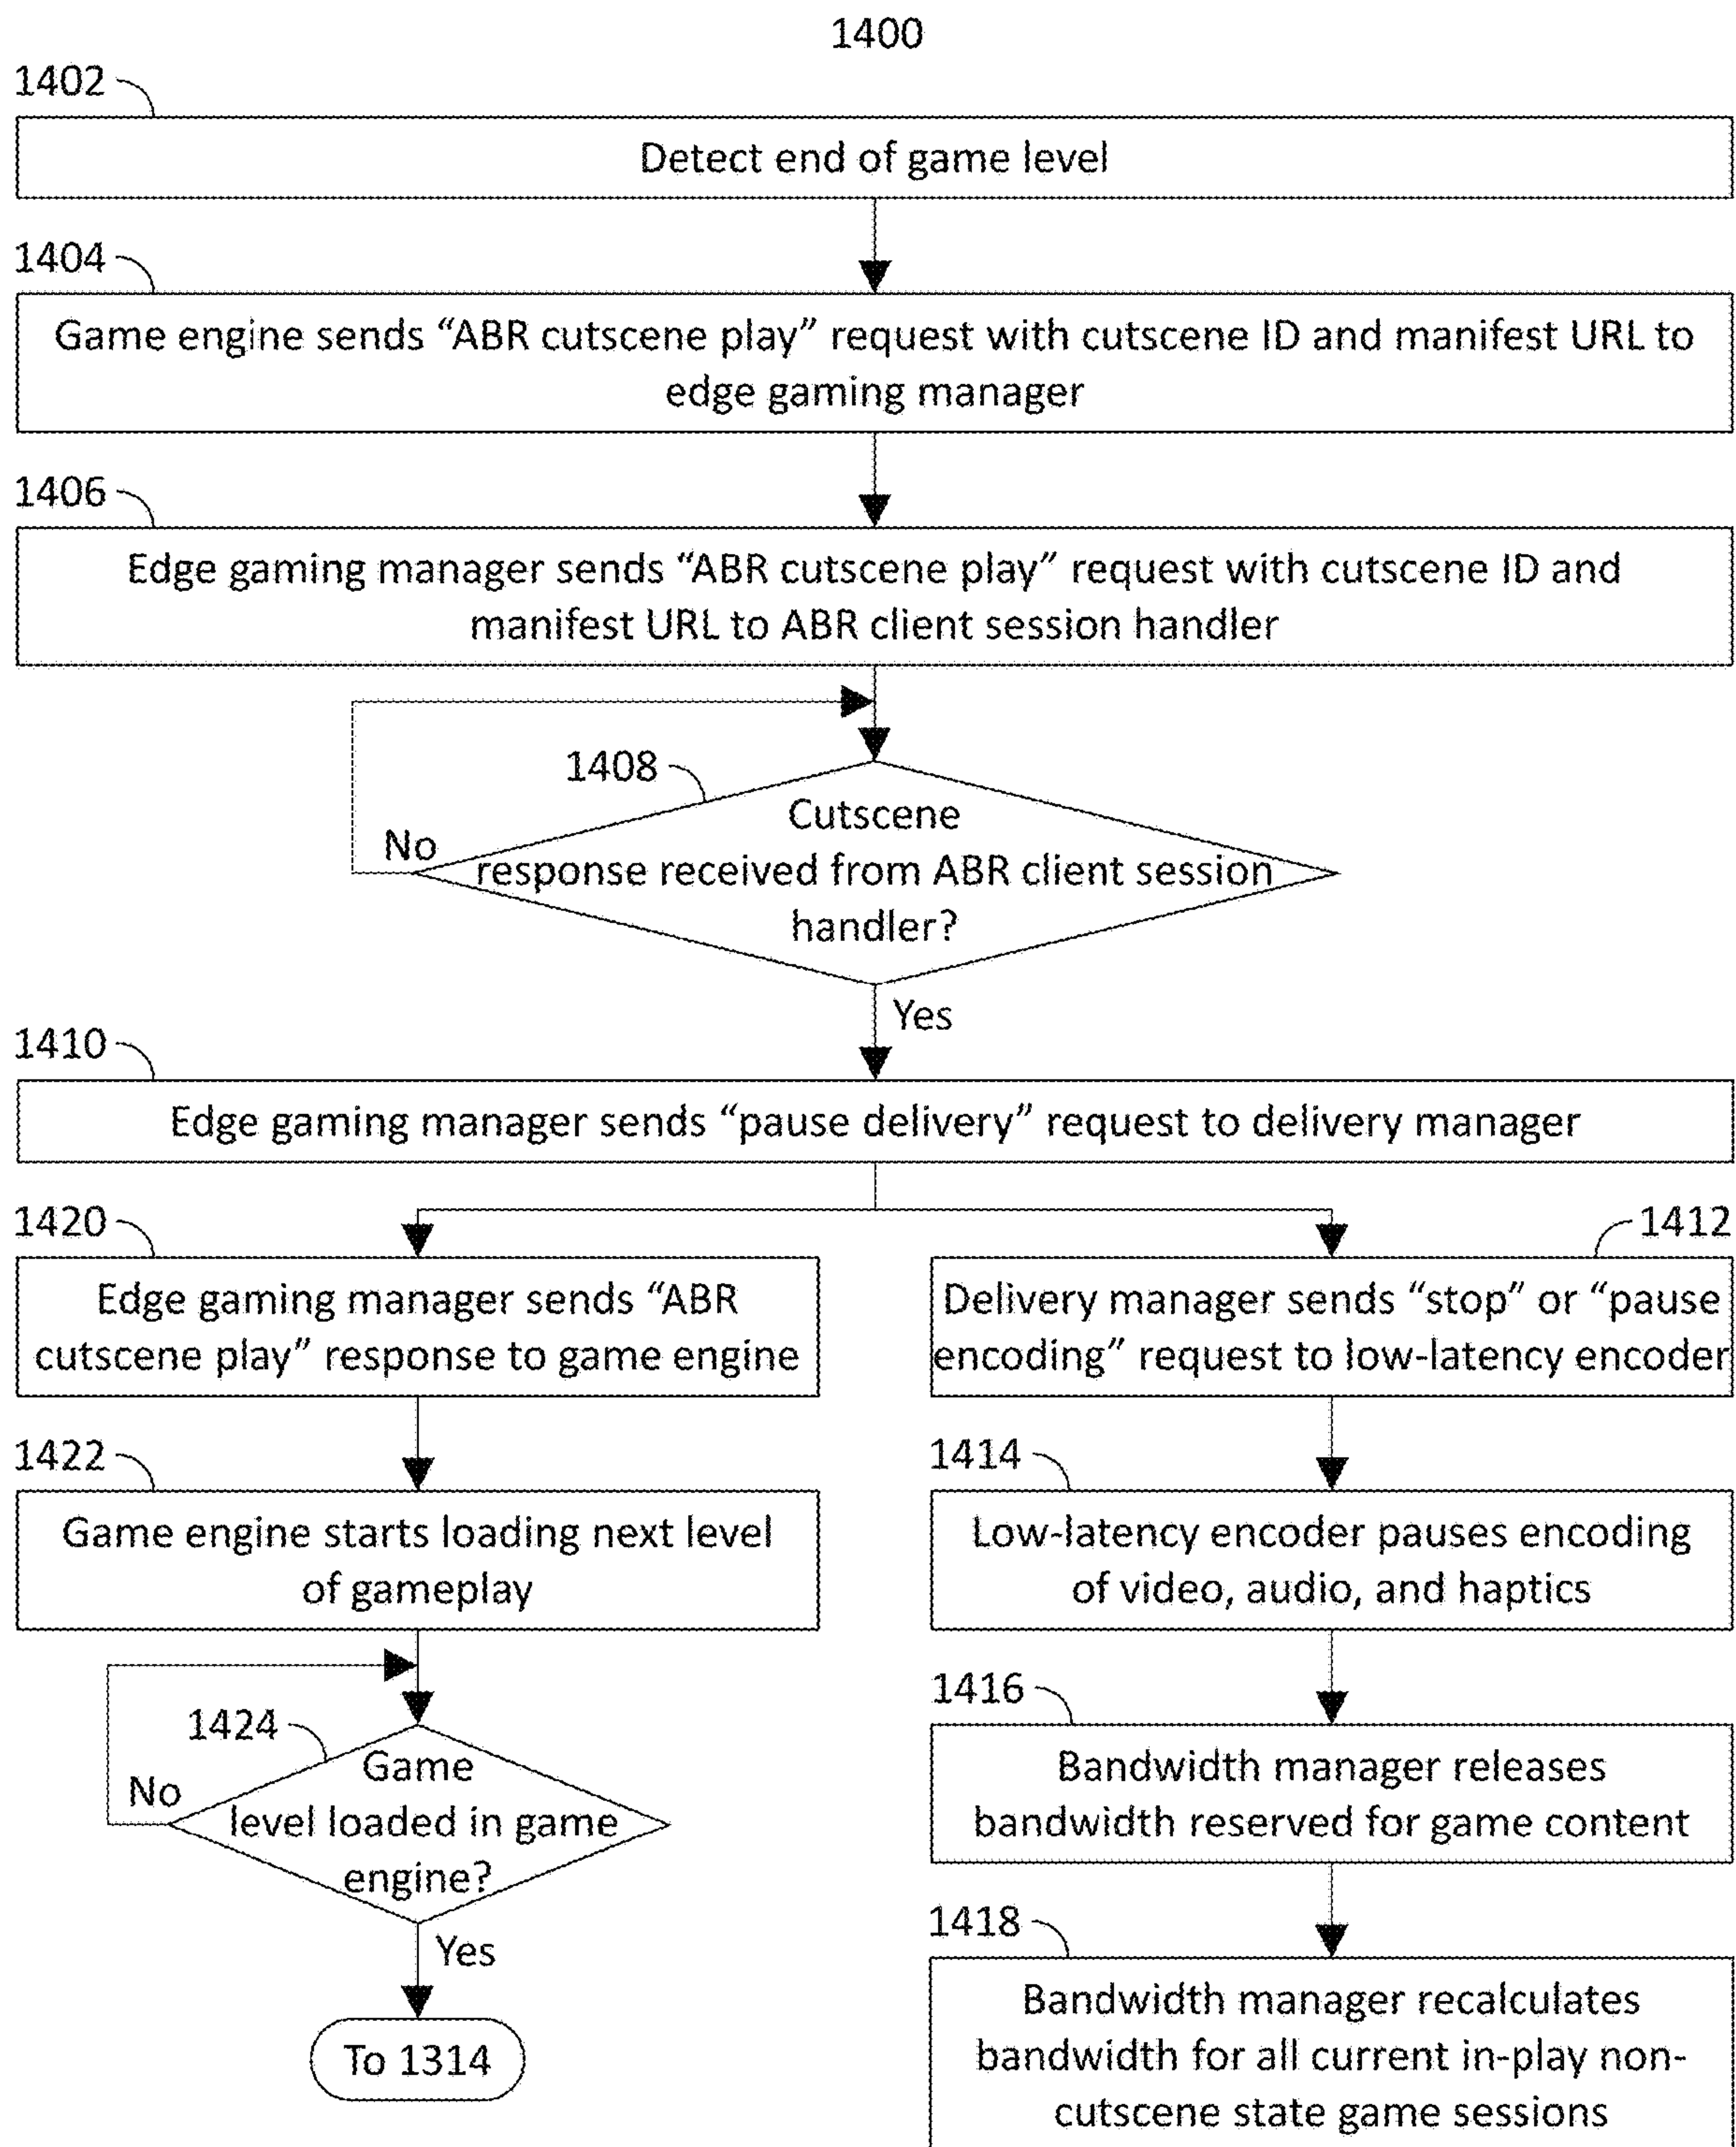 1400
1402
Detect end of game level
1404
Game engine sends “ABR cutscene play” request with cutscene ID and manifest URL to
edge gaming manager
1406
Edge gaming manager sends “ABR cutscene play” request with cutscene ID and
manifest URL to ABR client session handler
1408
Cutscene
response received from ABR client session
handler?
No
Yes
1410
Edge gaming manager sends “pause delivery” request to delivery manager
1420
Edge gaming manager sends “ABR
cutscene play” response to game engine
1422
Game engine starts loading next level
of gameplay
1424
Game
level loaded in game
engine?
No
Yes
To 1314
1412
Delivery manager sends “stop” or “pause
encoding” request to low-latency encoder
1414
Low-latency encoder pauses encoding
of video, audio, and haptics
1416
Bandwidth manager releases
bandwidth reserved for game content
1418
Bandwidth manager recalculates
bandwidth for all current in-play non-
cutscene state game sessions